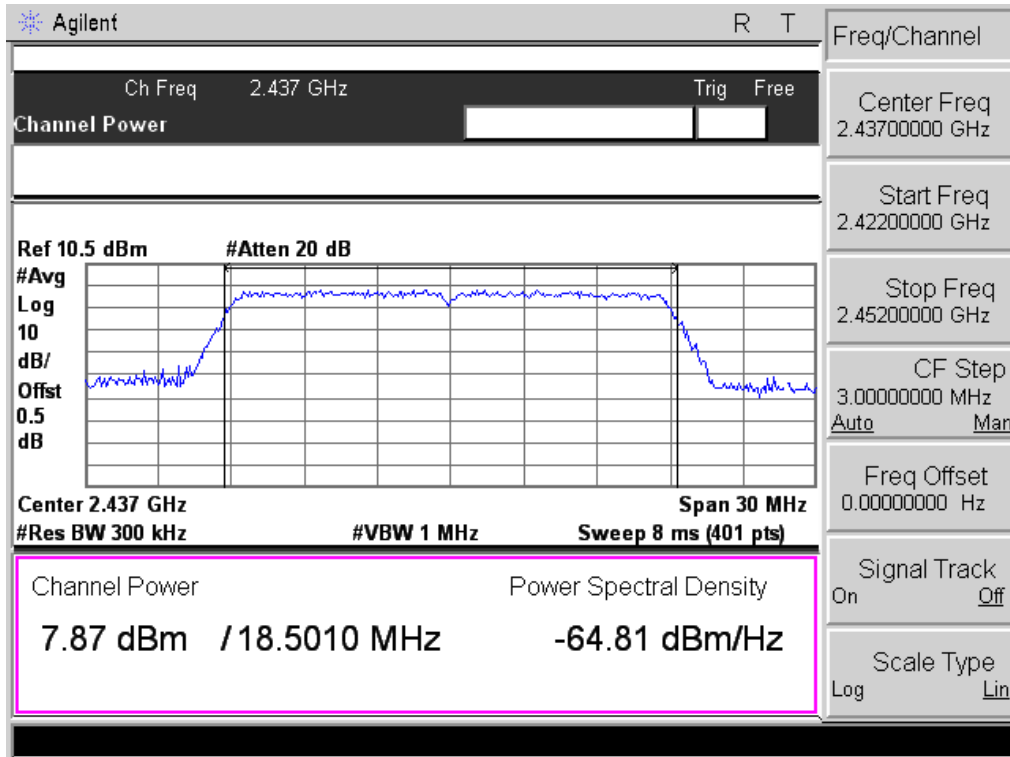 Agilent R T
Freq/Channel
Ch Freq 2.437 GHz Trig Free
Channel Power
Center Freq
2.43700000 GHz
Start Freq
2.42200000 GHz
Stop Freq
2.45200000 GHz
CF Step
3.00000000 MHz
Auto Man
Freq Offset
0.00000000 Hz
Signal Track
On Off
Scale Type
Log Lin
Ref 10.5 dBm #Atten 20 dB
#Avg
Log
10
dB/
Offst
0.5
dB
Center 2.437 GHz Span 30 MHz
#Res BW 300 kHz #VBW 1 MHz Sweep 8 ms (401 pts)
Channel Power Power Spectral Density
7.87 dBm /18.5010 MHz -64.81 dBm/Hz